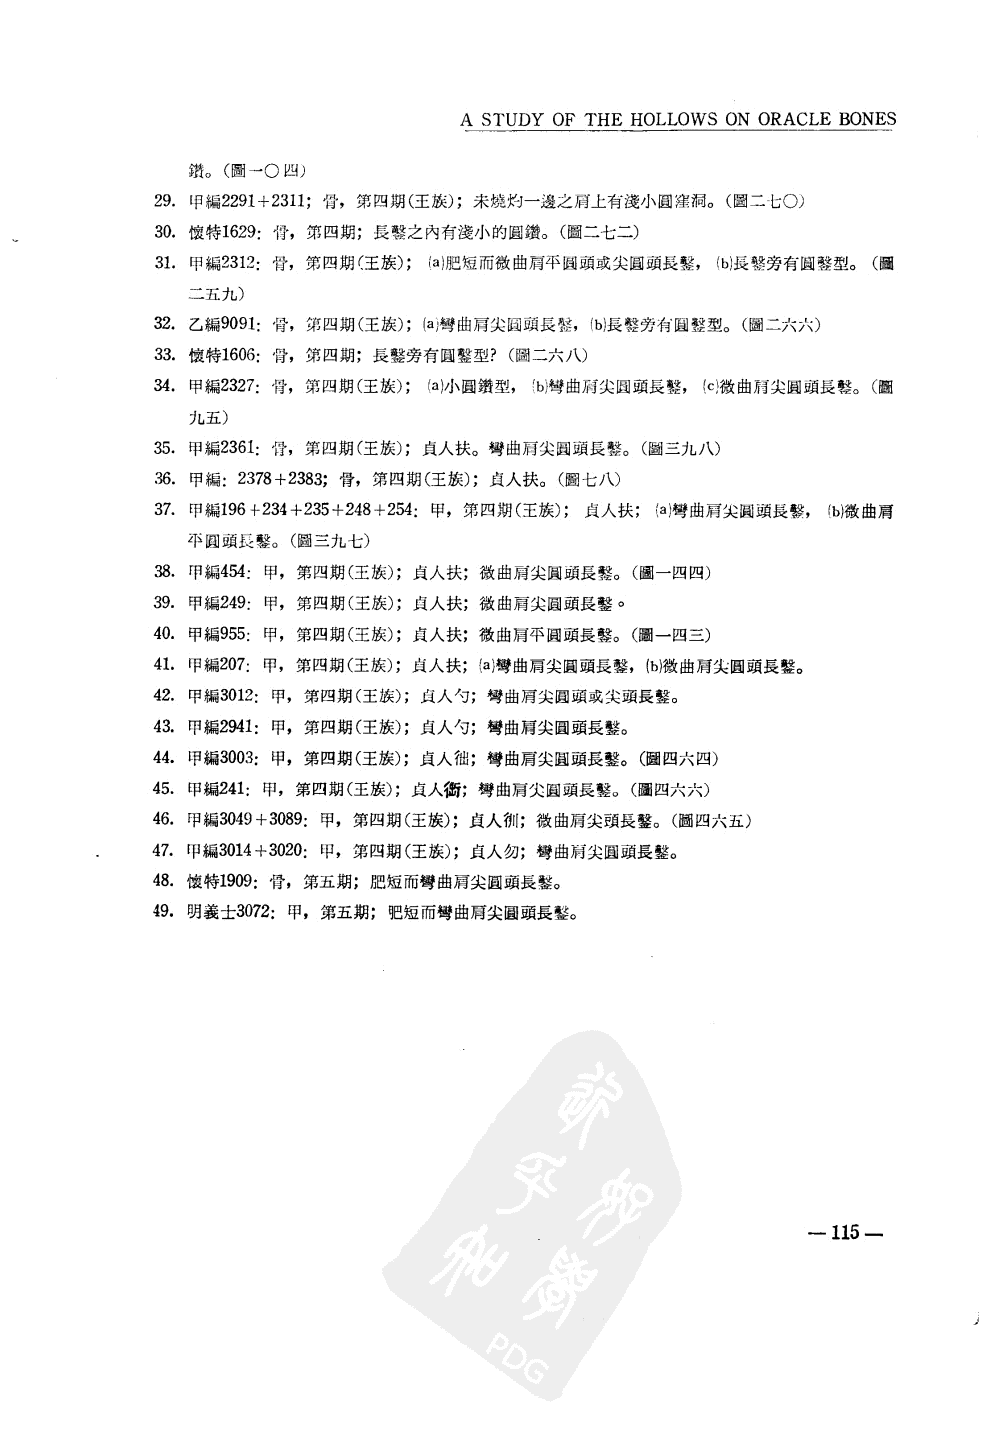 A STUDY OF THE HOLLOWS ON ORACLE BONES
鑽。(圖一〇四)
29. 甲編2291+2311; 骨, 第四期(王族); 未燒灼一邊之肩上有淺小圓窪洞。(圖二七〇)
30. 懷特1629: 骨, 第四期; 長鑿之內有淺小的圓鑽。(圖二七二)
31. 甲編2312: 骨, 第四期(王族); (a)肥短而微曲肩平圓頭或尖圓頭長鑿, (b)長鑿旁有圓鑿型。(圖
二五九)
32. 乙編9091: 骨, 第四期(王族); (a)彎曲肩尖圓頭長鑿, (b)長鑿旁有圓鑿型。(圖二六六)
33. 懷特1606: 骨, 第四期; 長鑿旁有圓鑿型? (圖二六八)
34. 甲編2327: 骨, 第四期(王族); (a)小圓鑽型, (b)彎曲肩尖圓頭長鑿, (c)微曲肩尖圓頭長鑿。(圖
九五)
35. 甲編2361: 骨, 第四期(王族); 貞人扶。彎曲肩尖圓頭長鑿。(圖三九八)
36. 甲編: 2378+2383; 骨, 第四期(王族); 貞人扶。(圖七八)
37. 甲編196+234+235+248+254: 甲, 第四期(王族); 貞人扶; (a)彎曲肩尖圓頭長鑿, (b)微曲肩
平圓頭長鑿。(圖三九七)
38. 甲編454: 甲, 第四期(王族); 貞人扶; 微曲肩尖圓頭長鑿。(圖一四四)
39. 甲編249: 甲, 第四期(王族); 貞人扶; 微曲肩尖圓頭長鑿。
40. 甲編955: 甲, 第四期(王族); 貞人扶; 微曲肩平圓頭長鑿。(圖一四三)
41. 甲編207: 甲, 第四期(王族); 貞人扶; (a)彎曲肩尖圓頭長鑿, (b)微曲肩尖圓頭長鑿。
42. 甲編3012: 甲, 第四期(王族); 貞人勺; 彎曲肩尖圓頭或尖頭長鑿。
43. 甲編2941: 甲, 第四期(王族); 貞人勺; 彎曲肩尖圓頭長鑿。
44. 甲編3003: 甲, 第四期(王族); 貞人㣙; 彎曲肩尖圓頭長鑿。(圖四六四)
45. 甲編241: 甲, 第四期(王族); 貞人; 彎曲肩尖圓頭長鑿。(圖四六六)
46. 甲編3049+3089: 甲, 第四期(王族); 貞人; 微曲肩尖頭長鑿。(圖四六五)
47. 甲編3014+3020: 甲, 第四期(王族); 貞人勿; 彎曲肩尖圓頭長鑿。
48. 懷特1909: 骨, 第五期; 肥短而彎曲肩尖圓頭長鑿。
49. 明義士3072: 甲, 第五期; 肥短而彎曲肩尖圓頭長鑿。
— 115 —
PDG